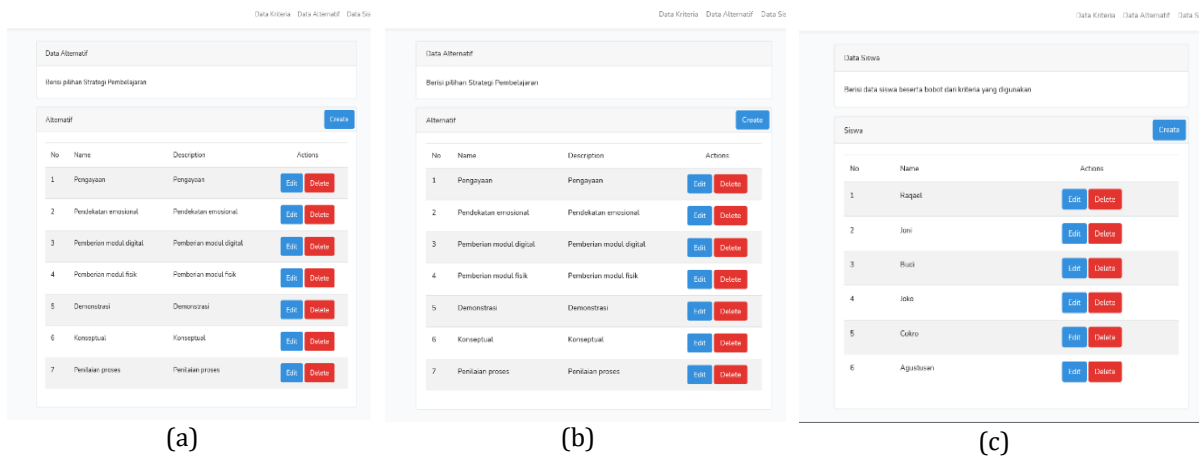 Data Kriteria Data Alternatif Data Sis
Data Alternatif
Berisi pilihan Strategi Pembelajaran
Alternatif Create
No Name Description Actions
1 Pengayaan Pengayaan Edit Delete
2 Pendekatan emosional Pendekatan emosional Edit Delete
3 Pemberian modul digital Pemberian modul digital Edit Delete
4 Pemberian modul fisik Pemberian modul fisik Edit Delete
5 Demonstrasi Demonstrasi Edit Delete
6 Konseptual Konseptual Edit Delete
7 Penilaian proses Penilaian proses Edit Delete
(a)
Data Kriteria Data Alternatif Data Sis
Data Alternatif
Berisi pilihan Strategi Pembelajaran
Alternatif Create
No Name Description Actions
1 Pengayaan Pengayaan Edit Delete
2 Pendekatan emosional Pendekatan emosional Edit Delete
3 Pemberian modul digital Pemberian modul digital Edit Delete
4 Pemberian modul fisik Pemberian modul fisik Edit Delete
5 Demonstrasi Demonstrasi Edit Delete
6 Konseptual Konseptual Edit Delete
7 Penilaian proses Penilaian proses Edit Delete
(b)
Data Kriteria Data Alternatif Data S
Data Siswa
Berisi data siswa beserta bobot dari kriteria yang digunakan
Siswa Create
No Name Actions
1 Raqael Edit Delete
2 Joni Edit Delete
3 Budi Edit Delete
4 Joko Edit Delete
5 Cokro Edit Delete
6 Agustusan Edit Delete
(c)